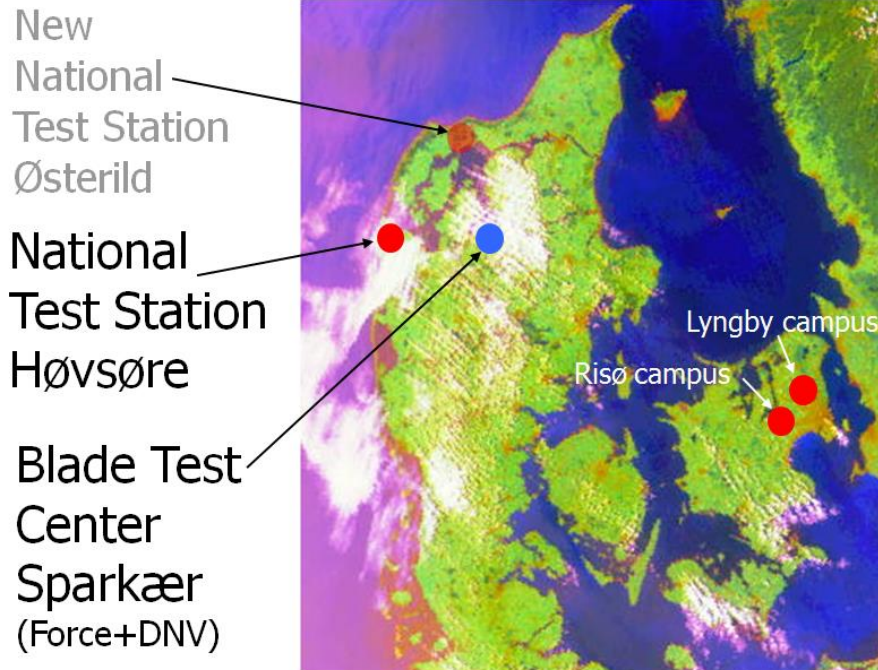 New
National
Test Station
Østerild
National
Test Station
Høvsøre
Blade Test
Center
Sparkær
(Force+DNV)
Lyngby campus
Risø campus